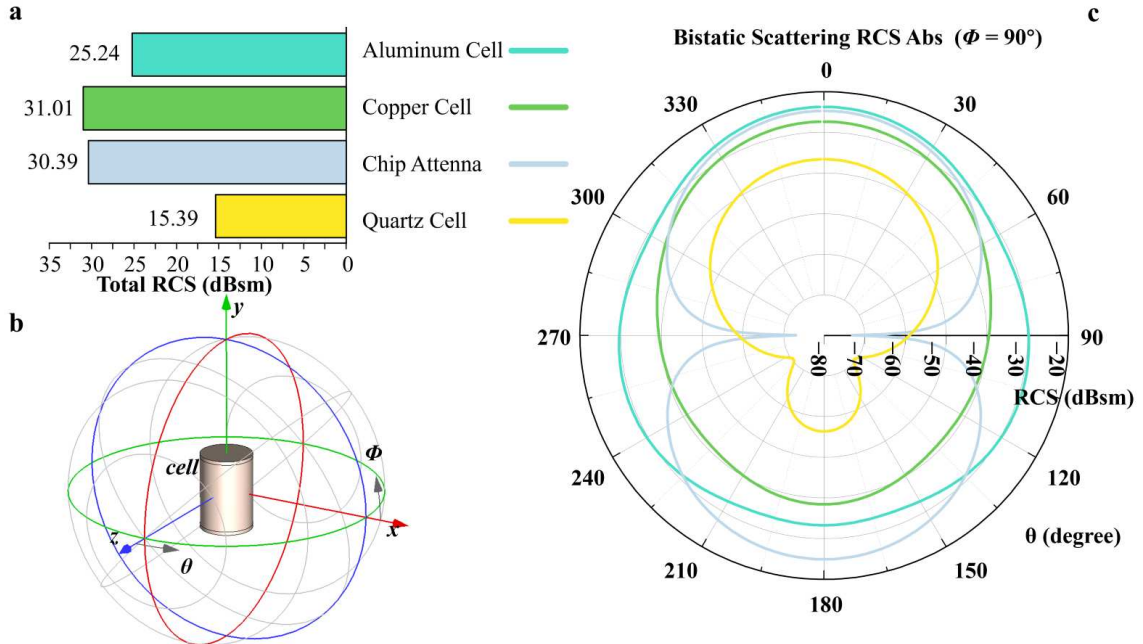 a
25.24
Aluminum Cell
31.01
Copper Cell
30.39
Chip Attenna
15.39
Quartz Cell
35 30 25 20 15 10 5 0
Total RCS (dBsm)
b
y
cell
Φ
x
z
θ
c
Bistatic Scattering RCS Abs (Φ = 90°)
0
330 30
300 60
270 90
-80 -70 -60 -50 -40 -30 -20
RCS (dBsm)
240 120
θ (degree)
210 150
180